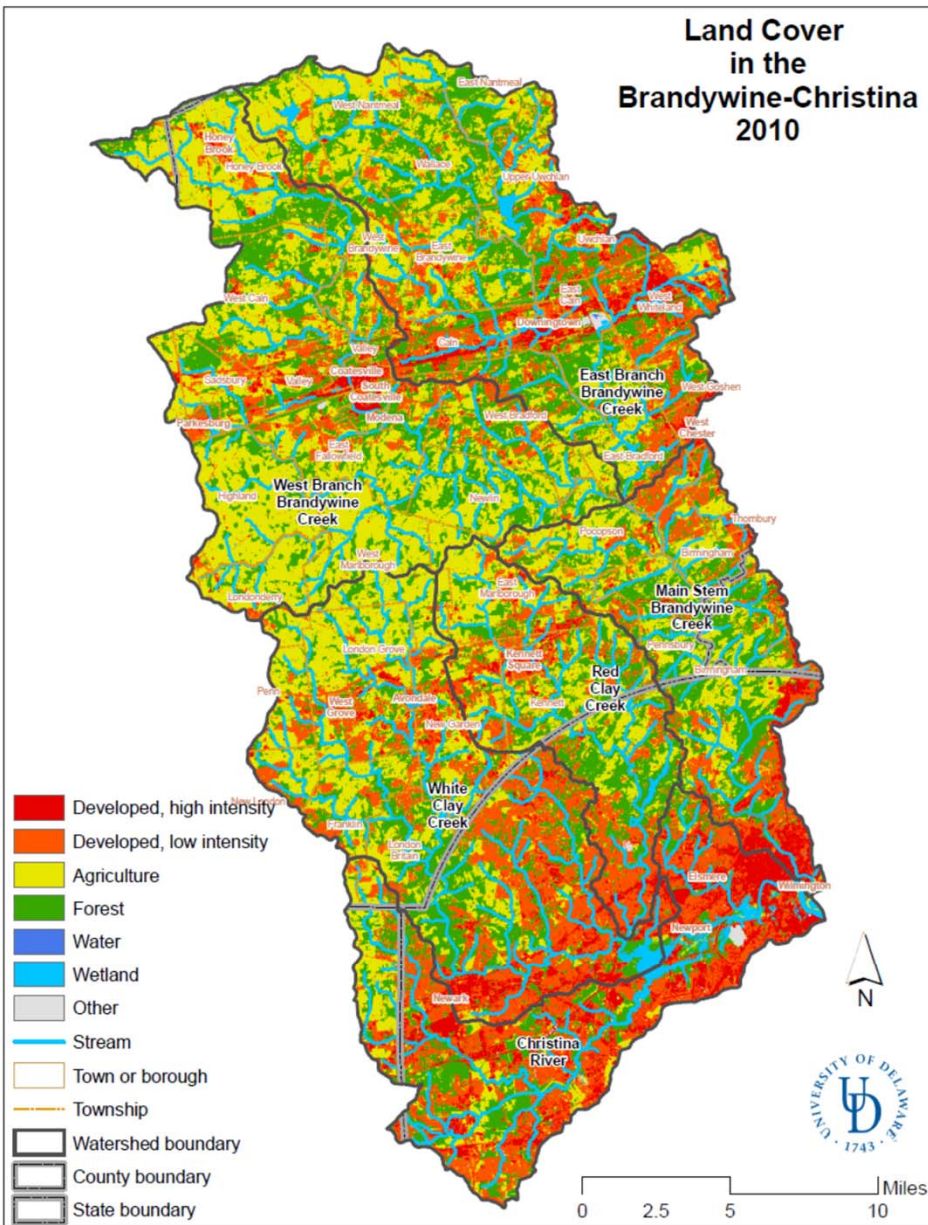 Land Cover
in the
Brandywine-Christina
2010
East Nantmeal
West Nantmeal
Honey
Brook
Honey Brook
Wallace
Upper Uwchlan
West
Brandywine
East
Brandywine
Uwchlan
West Caln
East
Caln
West
Whiteland
Downingtown
Valley
Caln
Sadsbury
Valley
Coatesville
South
Coatesville
East Branch
Brandywine
Creek
West Goshen
Parkesburg
Modena
West Bradford
West
Chester
East
Fallowfield
East Bradford
West Branch
Brandywine
Creek
Highland
Newlin
Thornbury
Pocopson
Birmingham
West
Marlborough
East
Marlborough
Londonderry
Main Stem
Brandywine
Creek
London Grove
Kennett
Square
Pennsbury
Birmingham
Red
Clay
Creek
Penn
West
Grove
Avondale
Kennett
New Garden
White
Clay
Creek
New London
Franklin
London
Britain
Elsmere
Wilmington
Newport
Newark
Christina
River
Developed, high intensity
Developed, low intensity
Agriculture
Forest
Water
Wetland
Other
Stream
Town or borough
Township
Watershed boundary
County boundary
State boundary
N
UNIVERSITY OF DELAWARE
UD
1743
0 2.5 5 10
Miles